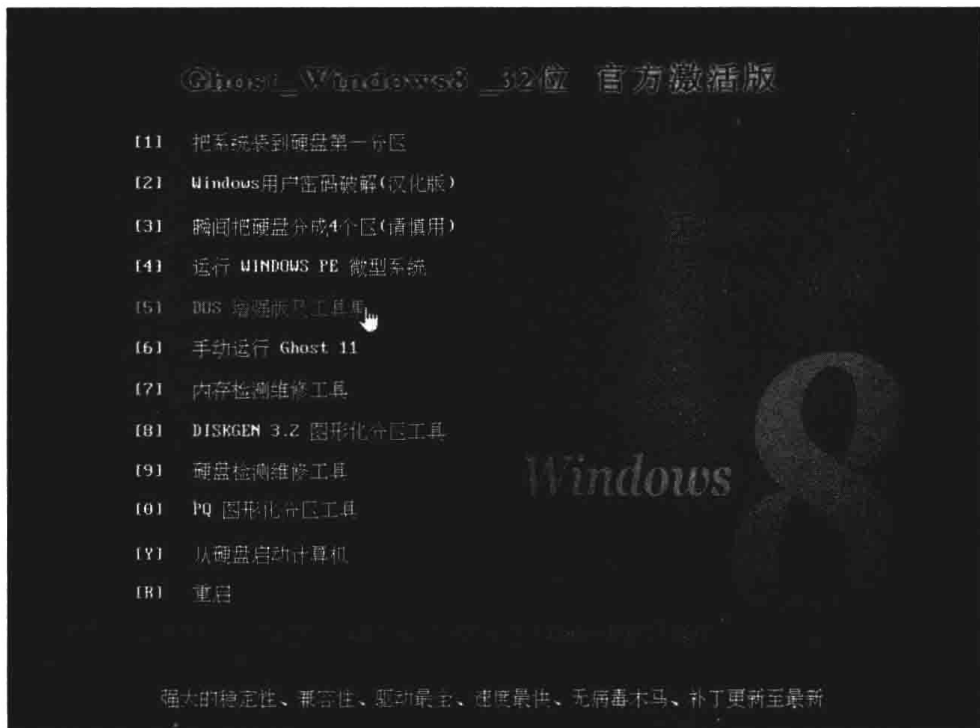 Ghost_Windows8 _32位 官方激活版
[1] 把系统装到硬盘第一分区
[2] Windows用户密码破解(汉化版)
[3] 瞬间把硬盘分成4个区(请慎用)
[4] 运行 WINDOWS PE 微型系统
[5] DOS 增强版及工具集
[6] 手动运行 Ghost 11
[7] 内存检测维修工具
[8] DISKGEN 3.2 图形化分区工具
[9] 硬盘检测维修工具
Windows 8
[0] PQ 图形化分区工具
[Y] 从硬盘启动计算机
[R] 重启
强大的稳定性、兼容性、驱动最全、速度最快、无病毒木马、补丁更新至最新